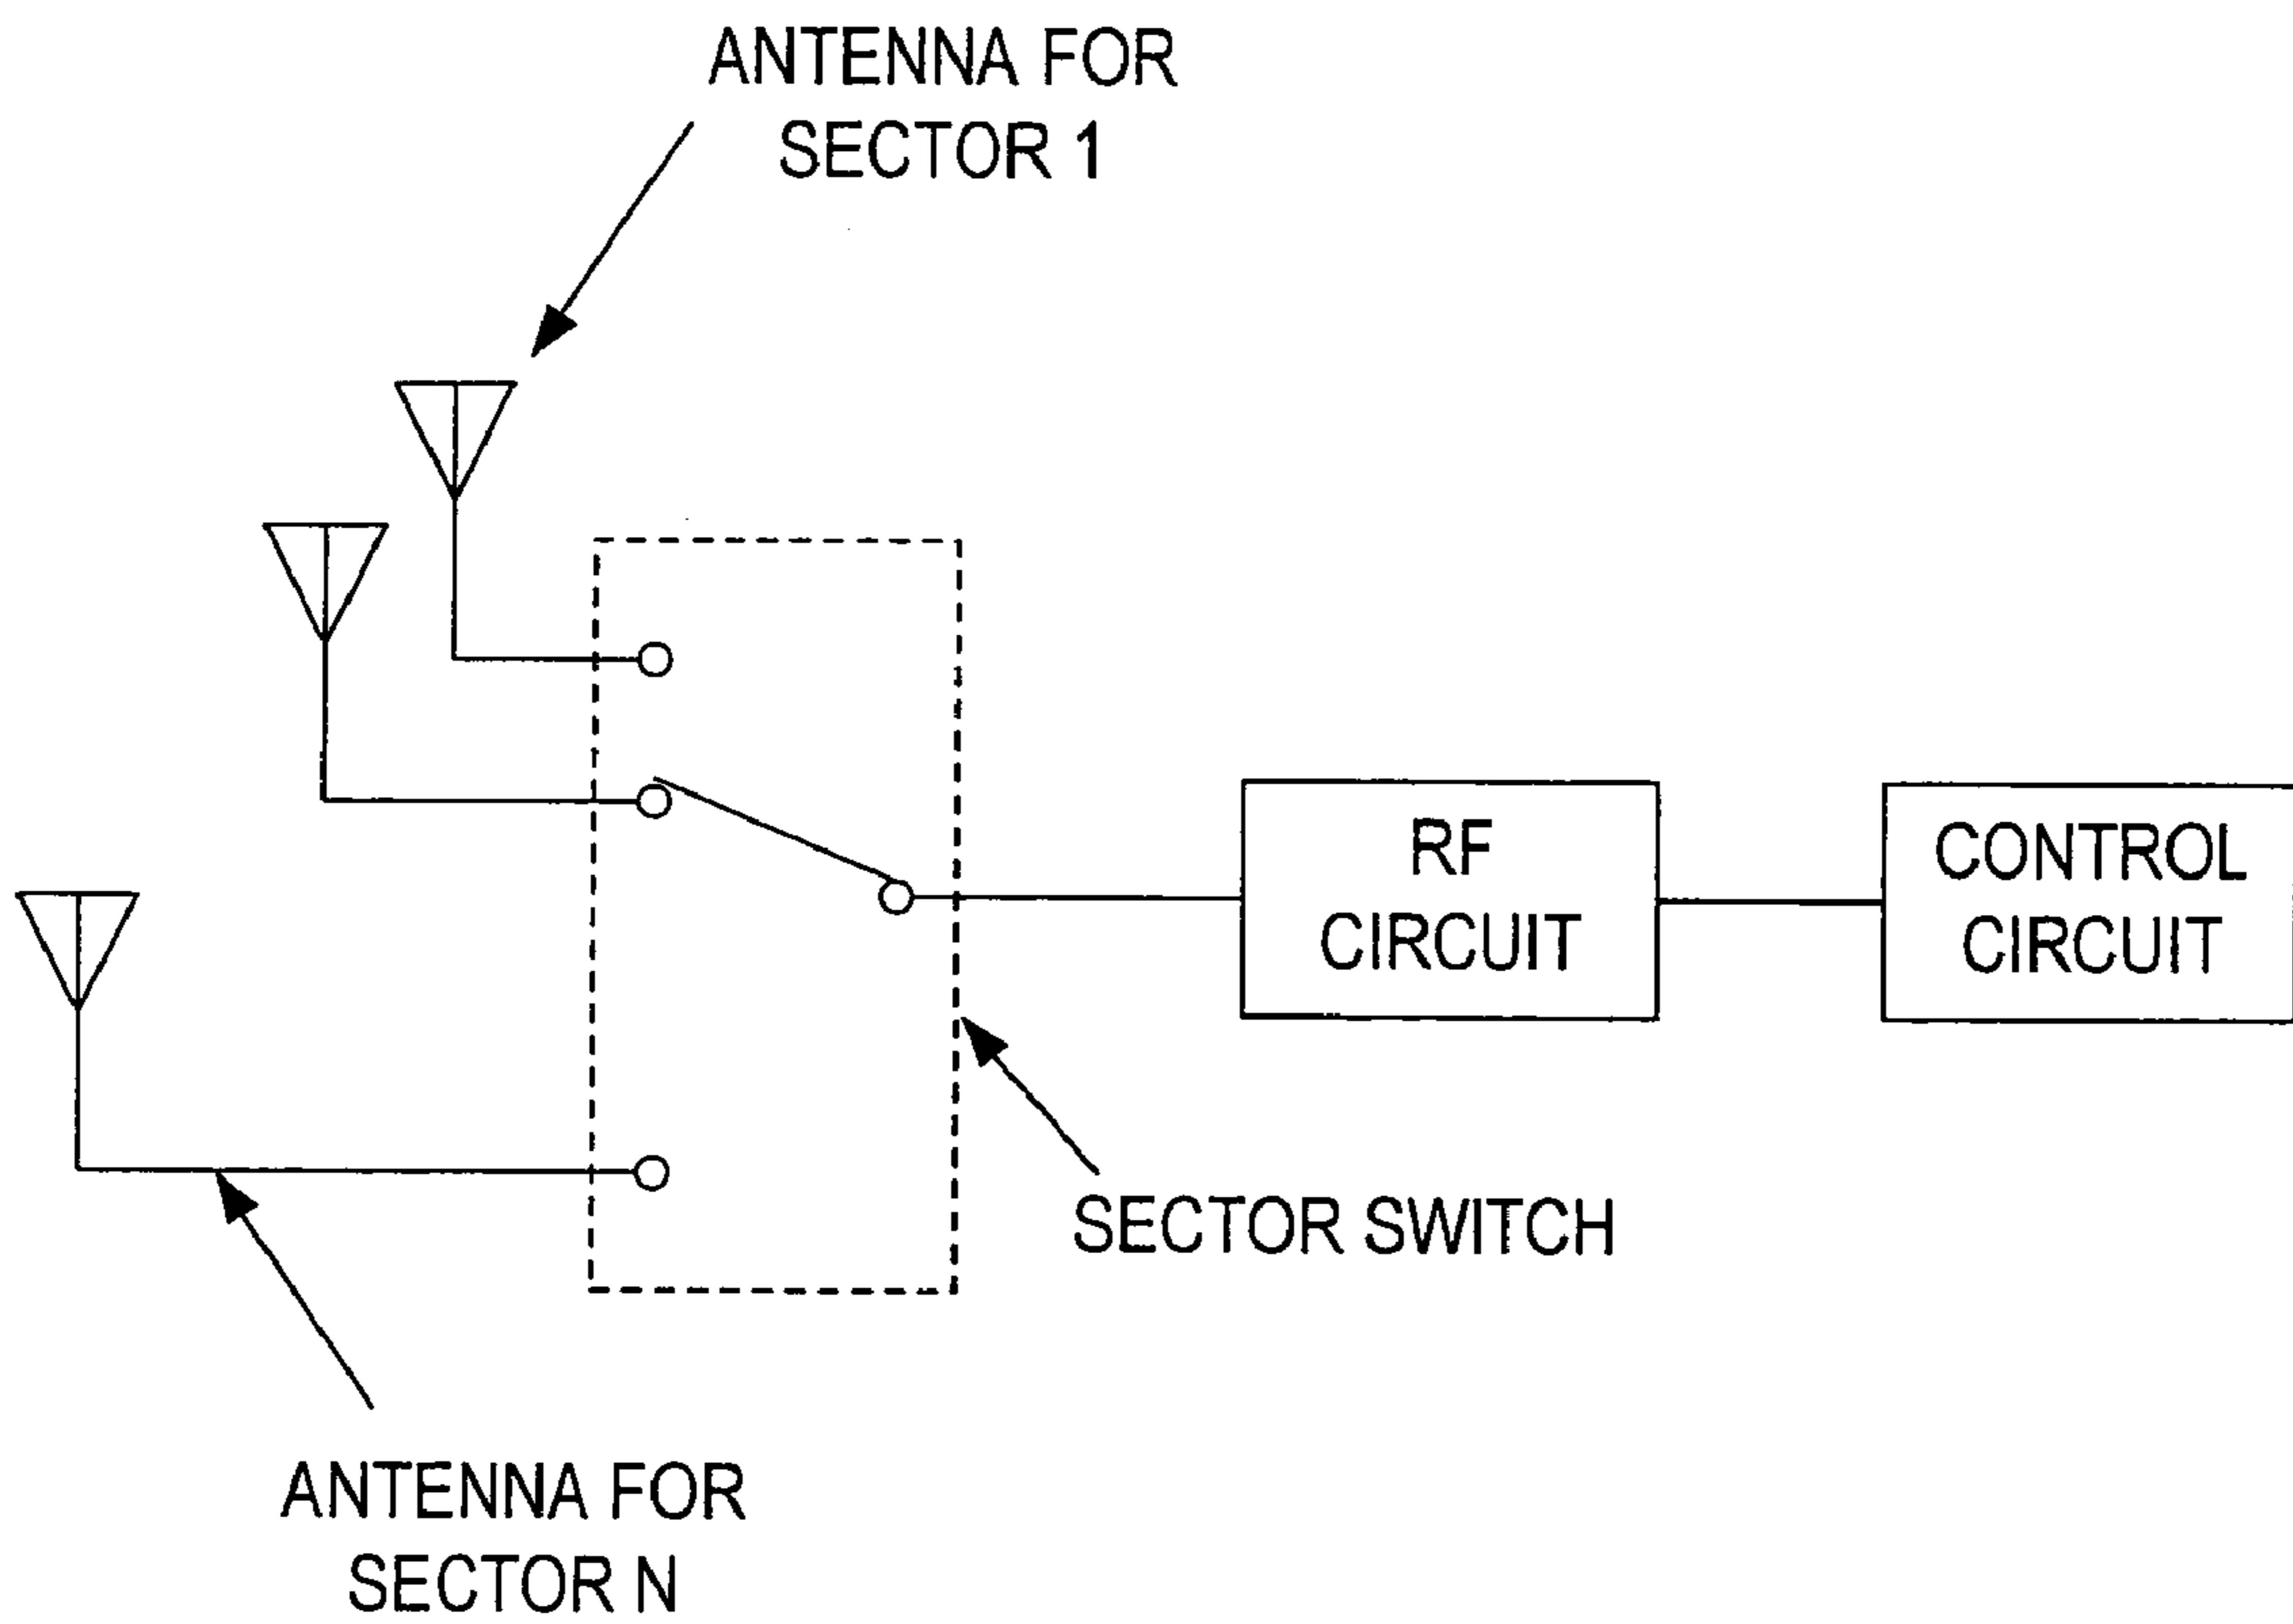 ANTENNA FOR
SECTOR 1
RF
CIRCUIT
CONTROL
CIRCUIT
SECTOR SWITCH
ANTENNA FOR
SECTOR N